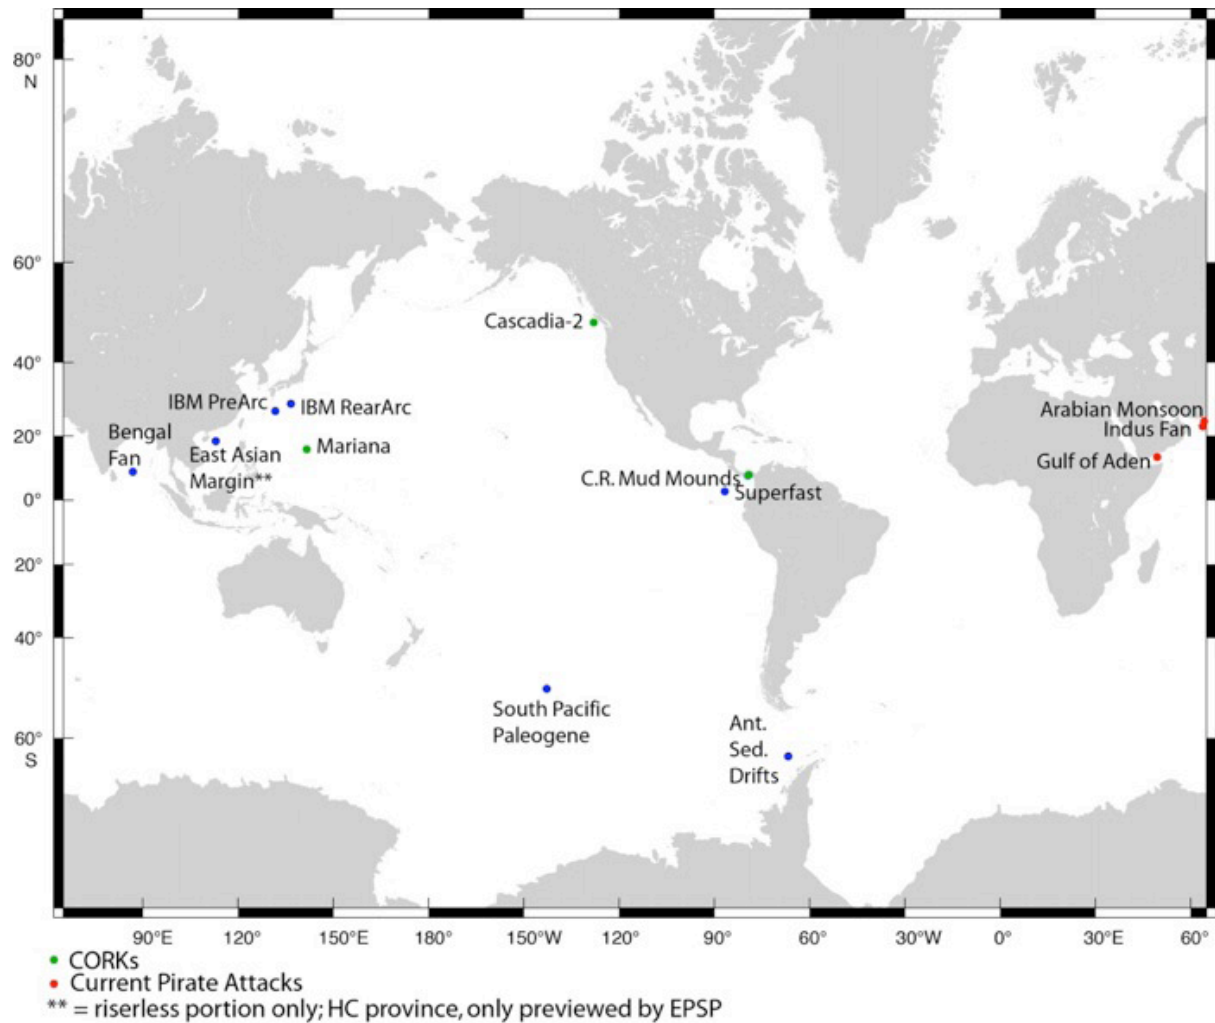 80°
N
60°
Cascadia-2
40°
IBM PreArc
IBM RearArc
Arabian Monsoon
Bengal
Fan
20°
Mariana
Indus Fan
East Asian
Margin**
Gulf of Aden
C.R. Mud Mounds
Superfast
0°
20°
40°
South Pacific
Paleogene
Ant.
Sed.
Drifts
60°
S
90°E 120° 150°E 150°W 120° 90° 60° 30°W 0° 30°E 60°
• CORKs
• Current Pirate Attacks
** = riserless portion only; HC province, only previewed by EPSP